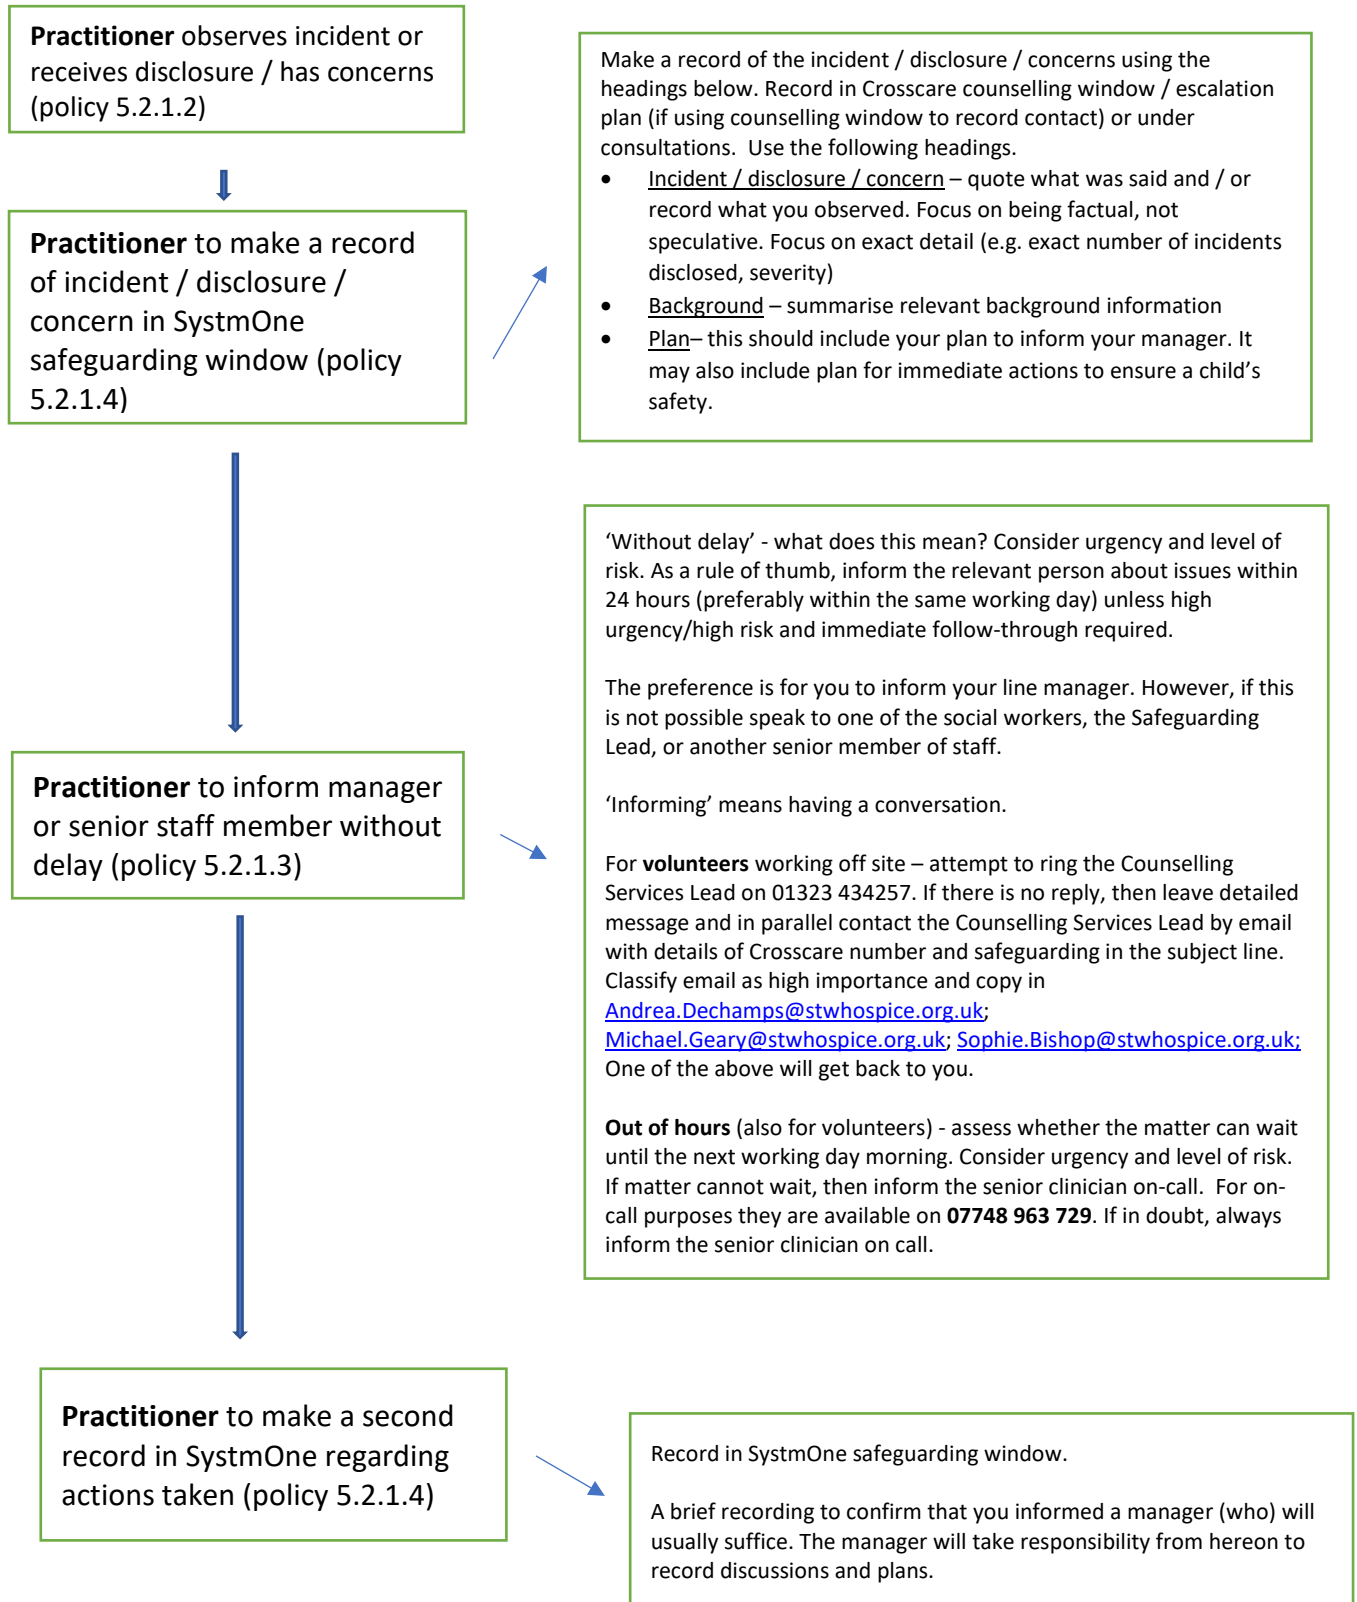 Practitioner observes incident or
receives disclosure / has concerns
(policy 5.2.1.2)
Practitioner to make a record
of incident / disclosure /
concern in SystmOne
safeguarding window (policy
5.2.1.4)
Make a record of the incident / disclosure / concerns using the
headings below. Record in Crosscare counselling window / escalation
plan (if using counselling window to record contact) or under
consultations.  Use the following headings.
• Incident / disclosure / concern – quote what was said and / or
record what you observed. Focus on being factual, not
speculative. Focus on exact detail (e.g. exact number of incidents
disclosed, severity)
• Background – summarise relevant background information
• Plan– this should include your plan to inform your manager. It
may also include plan for immediate actions to ensure a child's
safety.
Practitioner to inform manager
or senior staff member without
delay (policy 5.2.1.3)
‘Without delay’ - what does this mean? Consider urgency and level of
risk. As a rule of thumb, inform the relevant person about issues within
24 hours (preferably within the same working day) unless high
urgency/high risk and immediate follow-through required.
The preference is for you to inform your line manager. However, if this
is not possible speak to one of the social workers, the Safeguarding
Lead, or another senior member of staff.
‘Informing’ means having a conversation.
For volunteers working off site – attempt to ring the Counselling
Services Lead on 01323 434257. If there is no reply, then leave detailed
message and in parallel contact the Counselling Services Lead by email
with details of Crosscare number and safeguarding in the subject line.
Classify email as high importance and copy in
Andrea.Dechamps@stwhospice.org.uk;
Michael.Geary@stwhospice.org.uk; Sophie.Bishop@stwhospice.org.uk;
One of the above will get back to you.
Out of hours (also for volunteers) - assess whether the matter can wait
until the next working day morning. Consider urgency and level of risk.
If matter cannot wait, then inform the senior clinician on-call.  For on-
call purposes they are available on 07748 963 729. If in doubt, always
inform the senior clinician on call.
Practitioner to make a second
record in SystmOne regarding
actions taken (policy 5.2.1.4)
Record in SystmOne safeguarding window.
A brief recording to confirm that you informed a manager (who) will
usually suffice. The manager will take responsibility from hereon to
record discussions and plans.